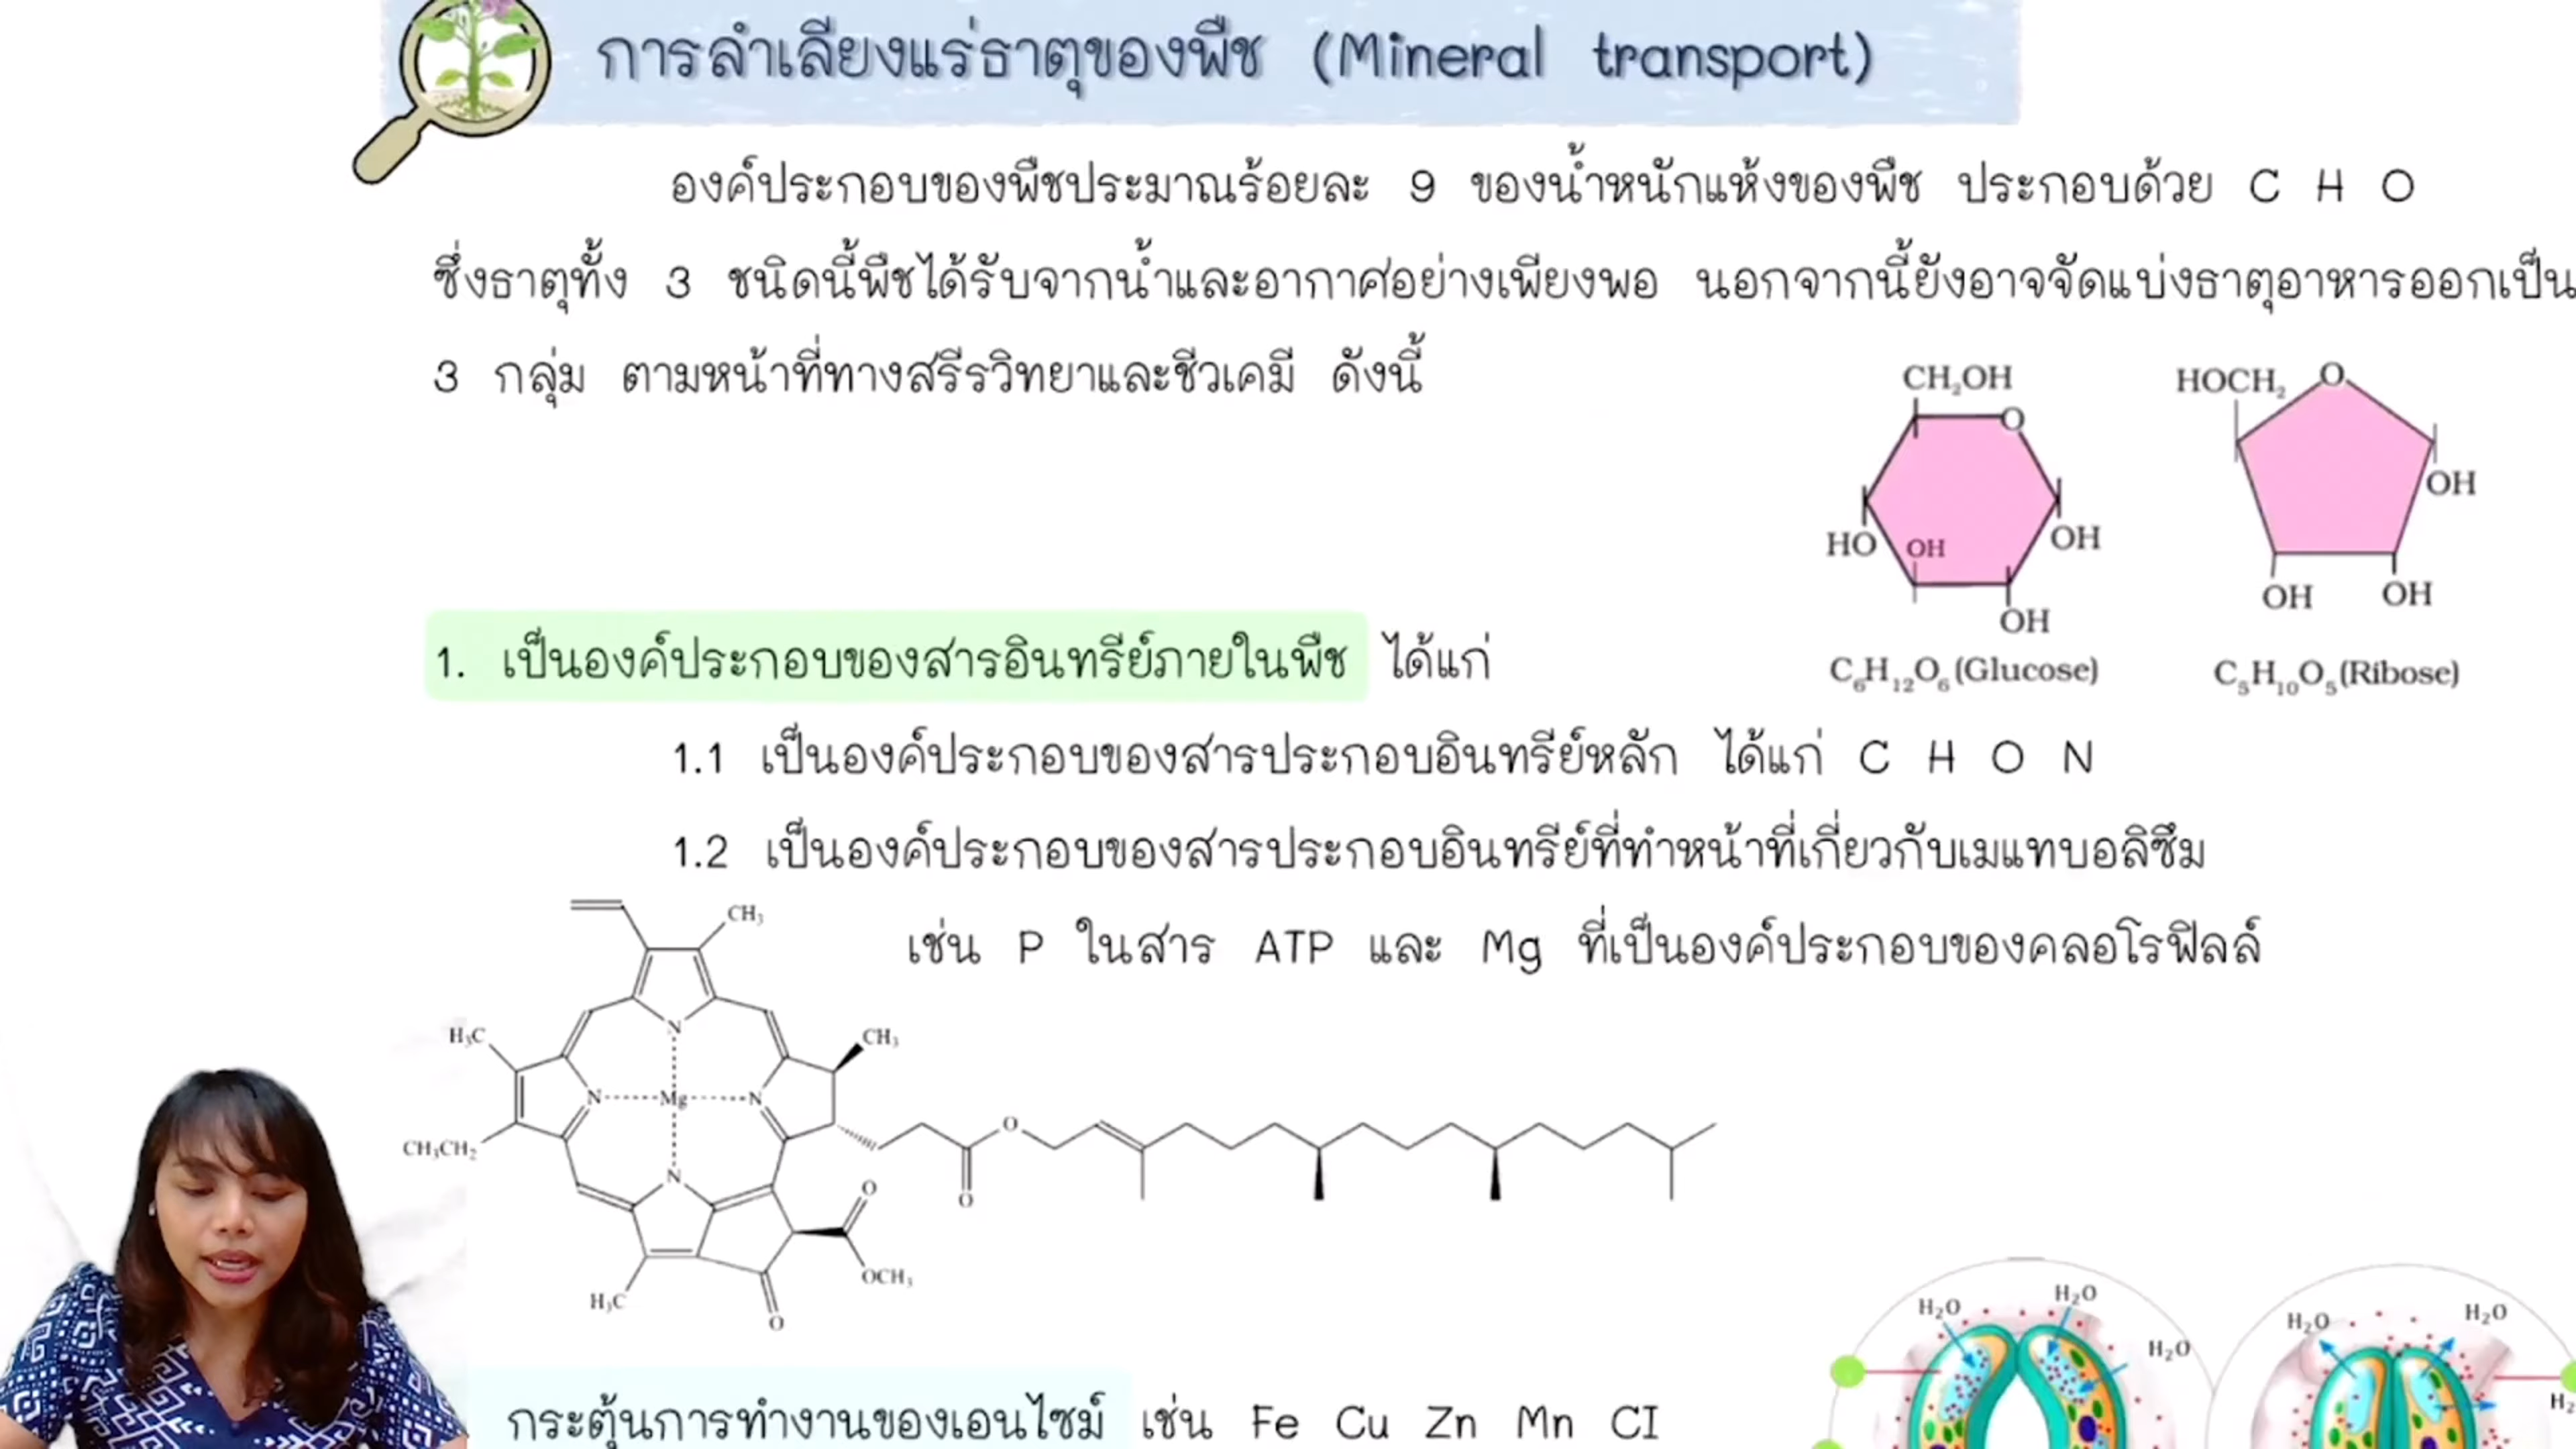 การลำเลียงแร่ธาตุของพืช (Mineral transport)
องค์ประกอบของพืชประมาณร้อยละ 9 ของน้ำหนักแห้งของพืช ประกอบด้วย C H O
ซึ่งธาตุทั้ง 3 ชนิดนี้พืชได้รับจากน้ำและอากาศอย่างเพียงพอ นอกจากนี้ยังอาจจัดแบ่งธาตุอาหารออกเป็น
3 กลุ่ม ตามหน้าที่ทางสรีรวิทยาและชีวเคมี ดังนี้
CH₂OH
O
HO
OH
OH
OH
C₆H₁₂O₆ (Glucose)
HOCH₂
O
OH
OH
OH
C₅H₁₀O₅ (Ribose)
1. เป็นองค์ประกอบของสารอินทรีย์ภายในพืช ได้แก่
1.1 เป็นองค์ประกอบของสารประกอบอินทรีย์หลัก ได้แก่ C H O N
1.2 เป็นองค์ประกอบของสารประกอบอินทรีย์ที่ทำหน้าที่เกี่ยวกับเมแทบอลิซึม
เช่น P ในสาร ATP และ Mg ที่เป็นองค์ประกอบของคลอโรฟิลล์
CH₃
N
H₃C
CH₃
N
Mg
N
CH₃CH₂
O
O
N
O
OCH₃
H₃C
O
H₂O
H₂O
H₂O
H₂O
H₂O
กระตุ้นการทำงานของเอนไซม์ เช่น Fe Cu Zn Mn CI